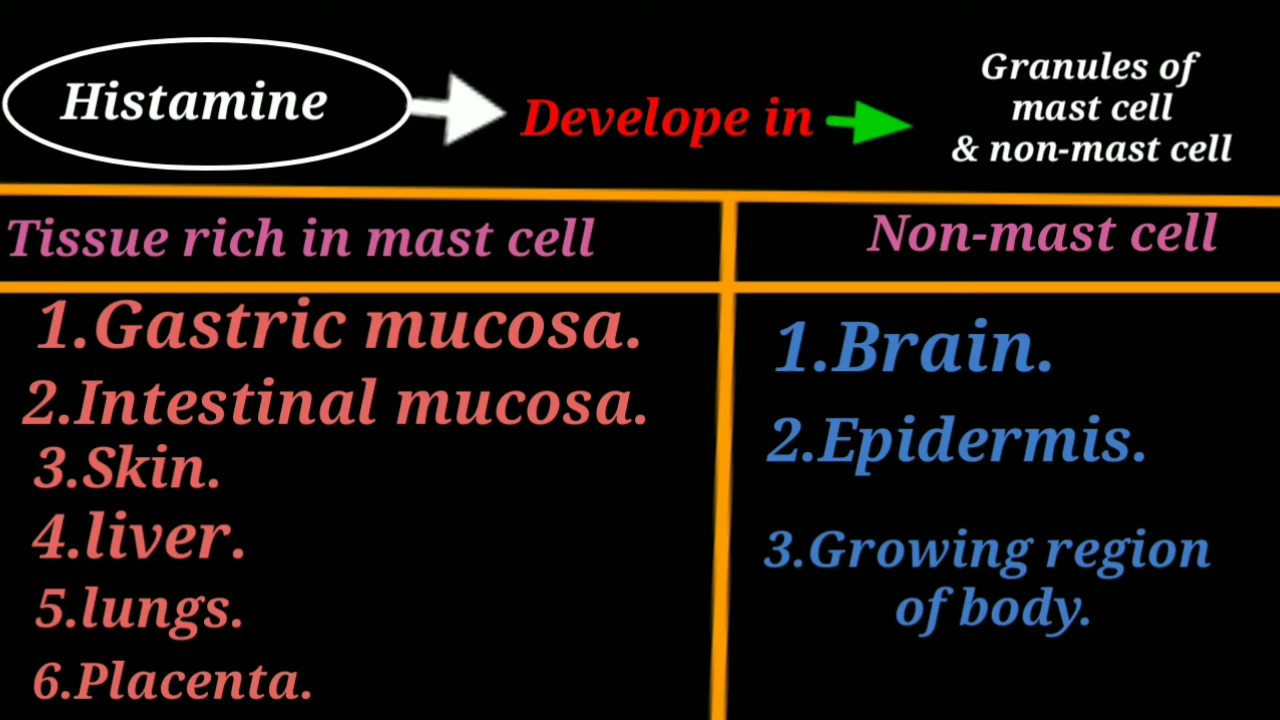 Histamine
Develope in
Granules of
mast cell
& non-mast cell
Tissue rich in mast cell
1.Gastric mucosa.
2.Intestinal mucosa.
3.Skin.
4.liver.
5.lungs.
6.Placenta.
Non-mast cell
1.Brain.
2.Epidermis.
3.Growing region
of body.